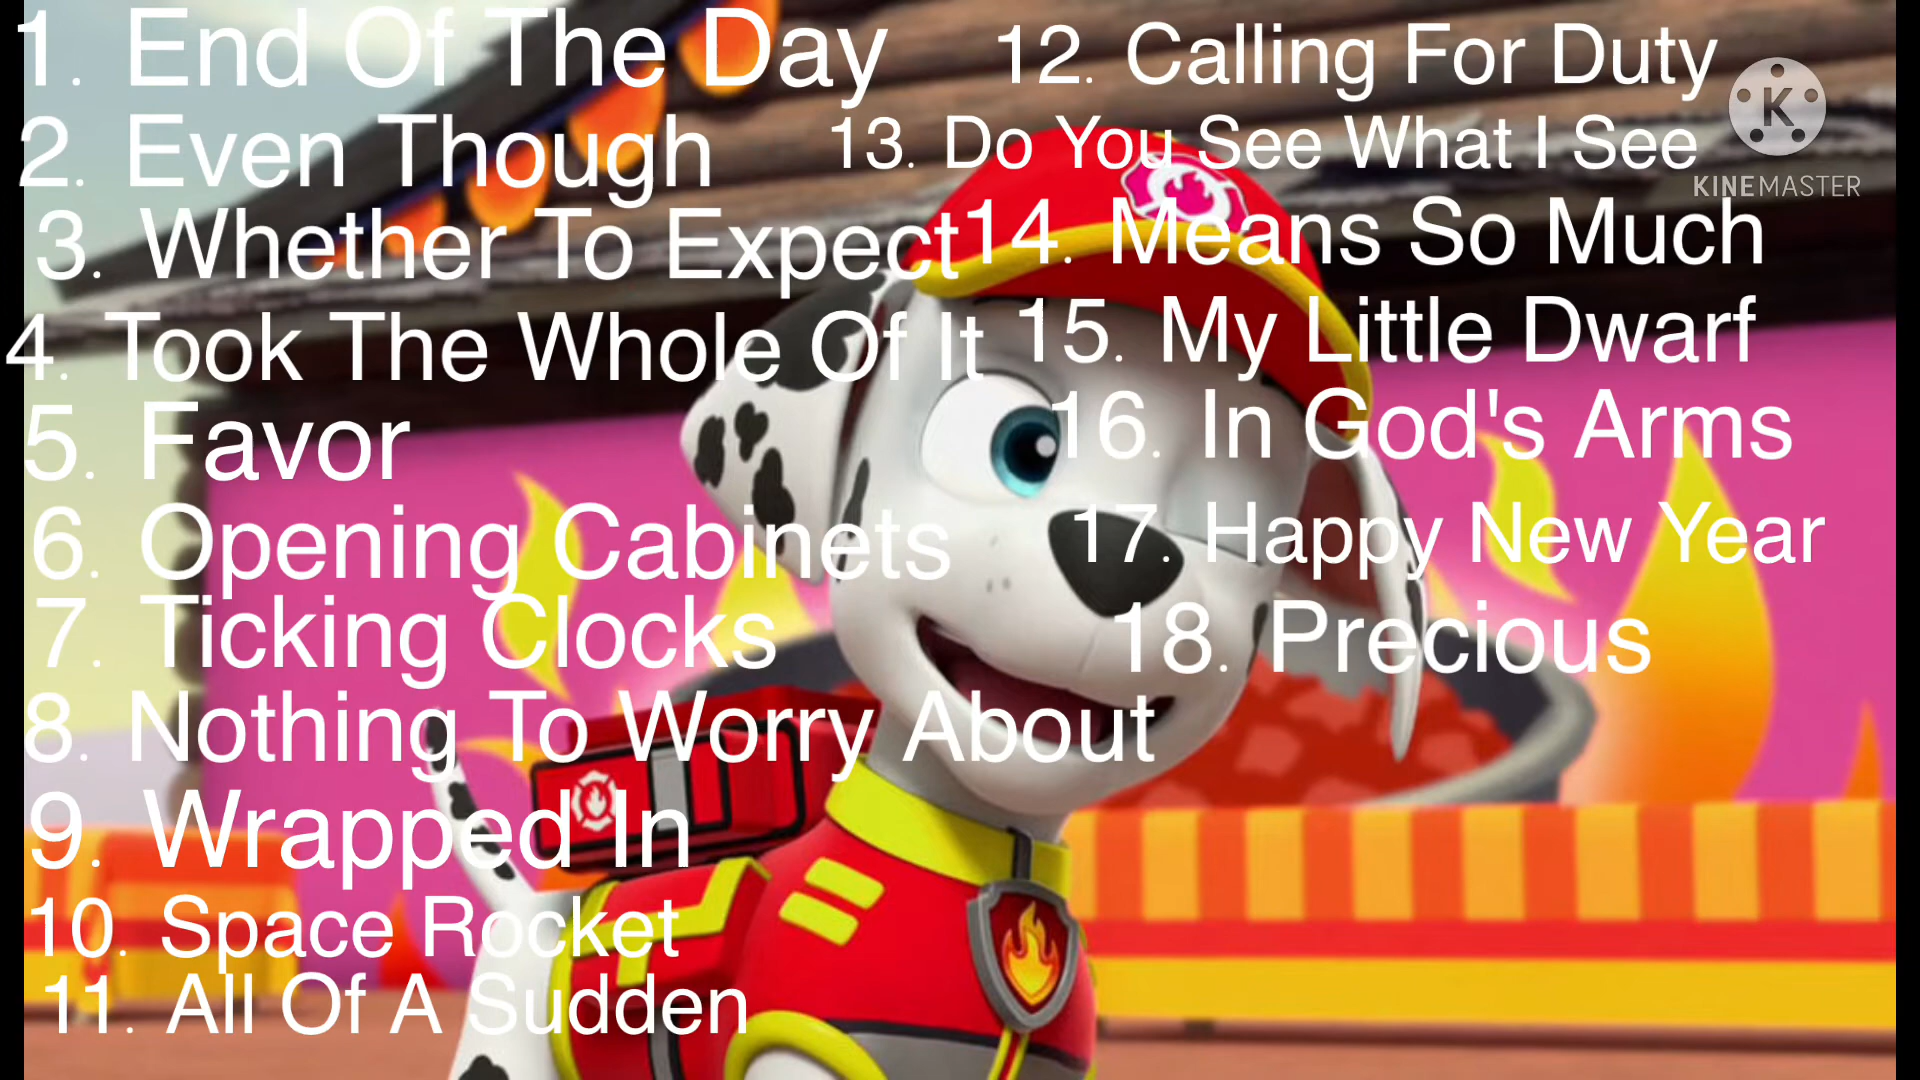 1. End Of The Day
2. Even Though
3. Whether To Expect
4. Took The Whole Of It
5. Favor
6. Opening Cabinets
7. Ticking Clocks
8. Nothing To Worry About
9. Wrapped In
10. Space Rocket
11. All Of A Sudden
12. Calling For Duty
13. Do You See What I See
14. Means So Much
15. My Little Dwarf
16. In God's Arms
17. Happy New Year
18. Precious
K
KINEMASTER